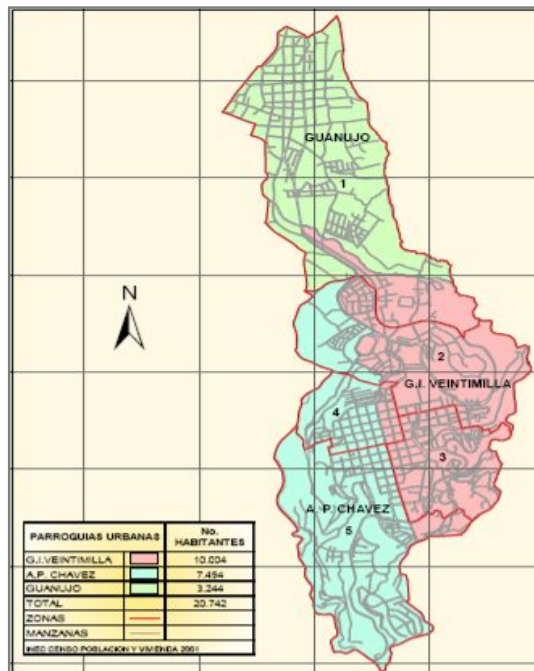 GUANUJO
1
N
2
G.I. VEINTIMILLA
4
3
A. P. CHAVEZ
5
PARROQUIAS URBANAS No. HABITANTES
G.I.VEINTIMILLA 10.004
A.P. CHAVEZ 7.494
GUANUJO 3.244
TOTAL 20.742
ZONAS
MANZANAS
INEC CENSO POBLACION Y VIVIENDA 2001